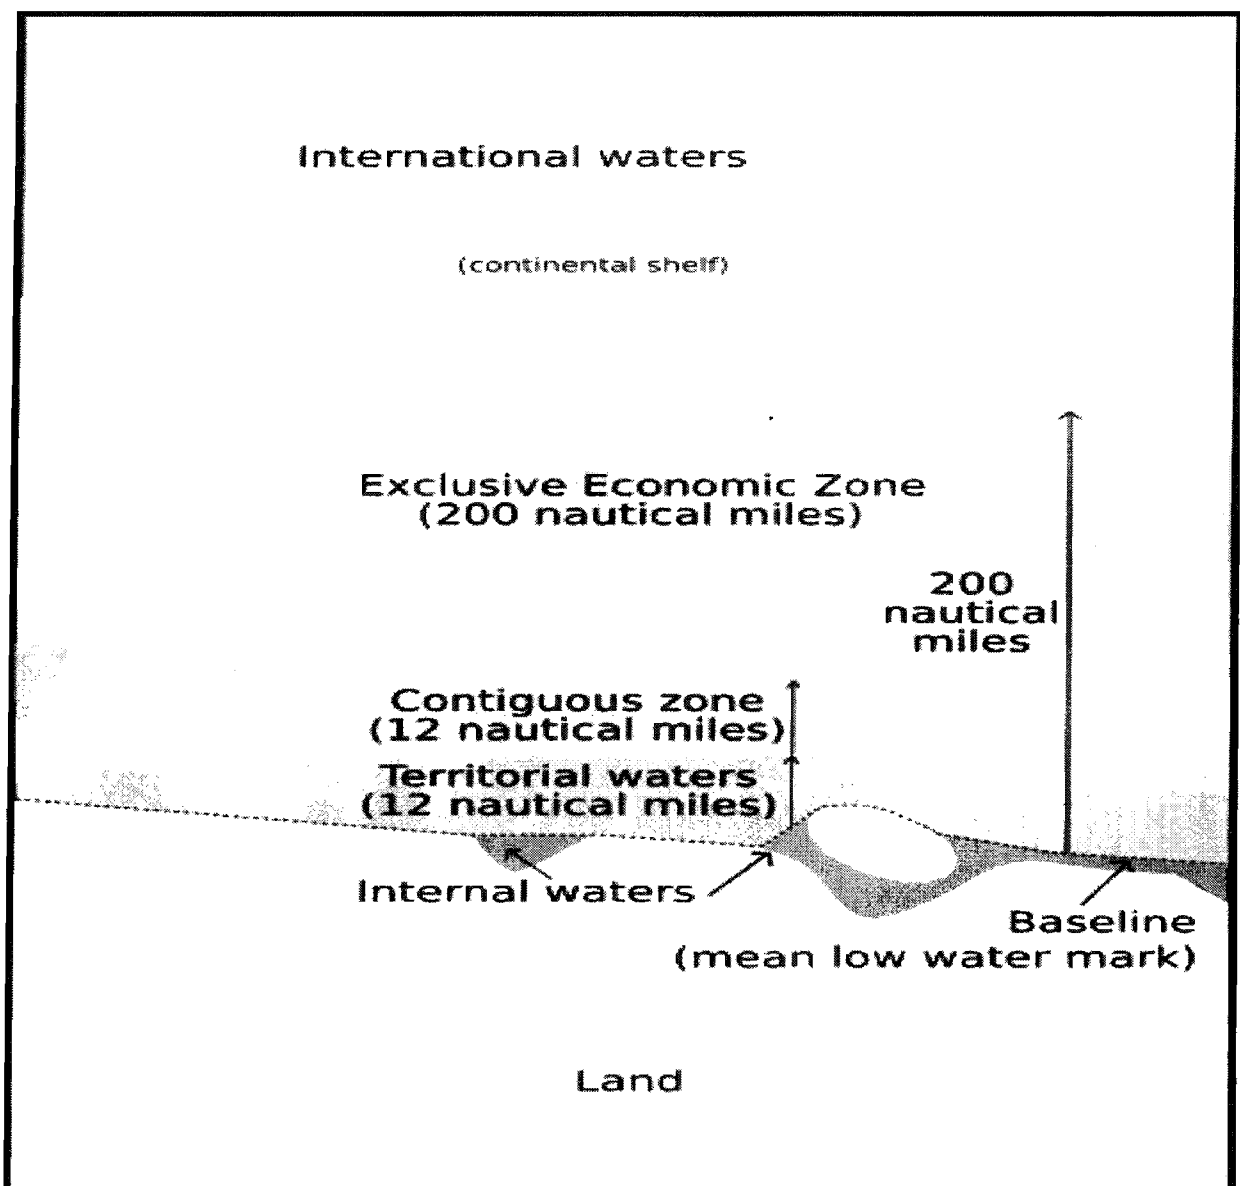 International waters
(continental shelf)
Exclusive Economic Zone
(200 nautical miles)
200
nautical
miles
Contiguous zone
(12 nautical miles)
Territorial waters
(12 nautical miles)
Internal waters
Baseline
(mean low water mark)
Land